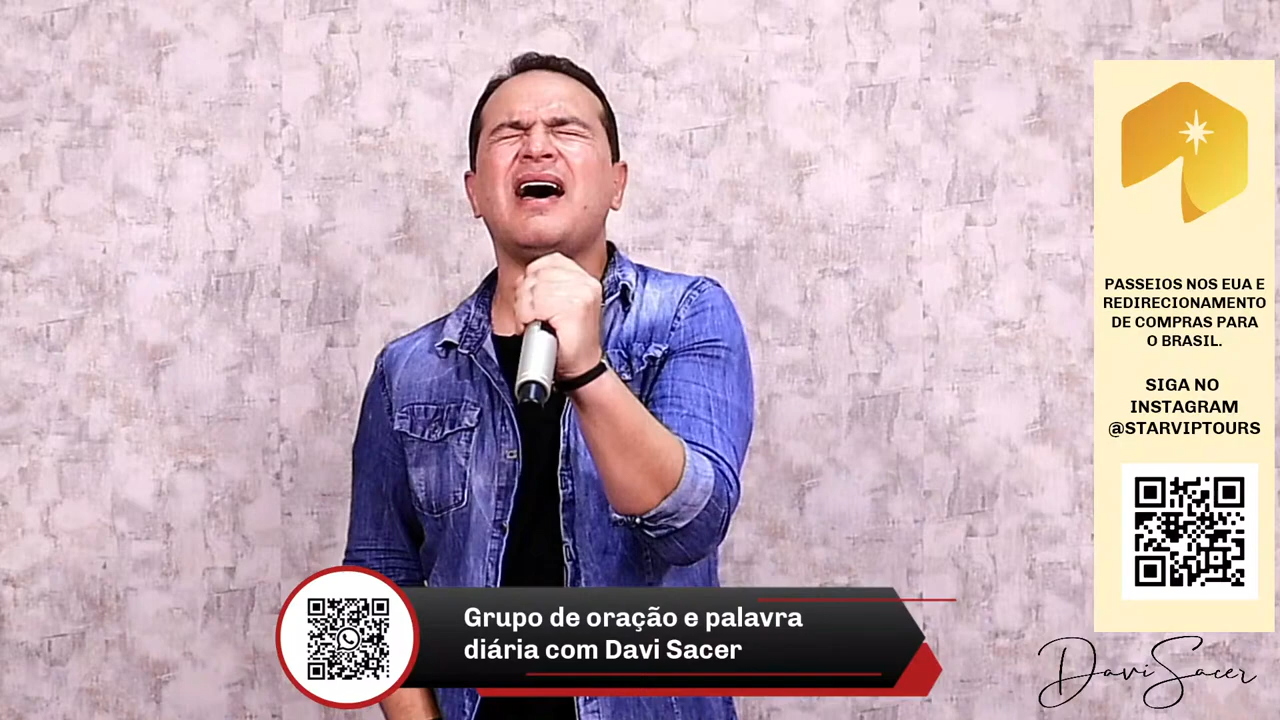 PASSEIOS NOS EUA E
REDIRECIONAMENTO
DE COMPRAS PARA
O BRASIL.
SIGA NO
INSTAGRAM
@STARVIPTOURS
Grupo de oração e palavra
diária com Davi Sacer
Davi Sacer